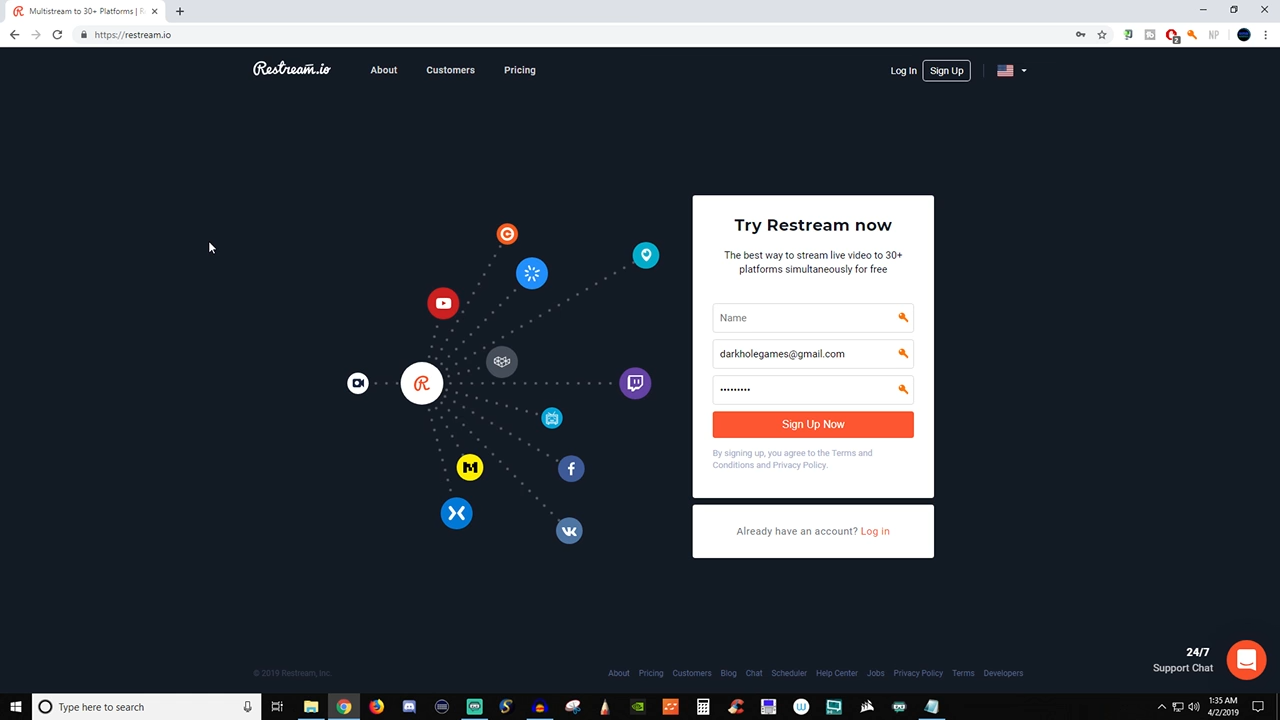 Multistream to 30+ Platforms | R
https://restream.io
2
NP
Restream.io
About
Customers
Pricing
Log In
Sign Up
Try Restream now
The best way to stream live video to 30+
platforms simultaneously for free
Name
darkholegames@gmail.com
•••••••••
Sign Up Now
By signing up, you agree to the Terms and
Conditions and Privacy Policy.
Already have an account? Log in
24/7
Support Chat
© 2019 Restream, Inc.
About
Pricing
Customers
Blog
Chat
Scheduler
Help Center
Jobs
Privacy Policy
Terms
Developers
Type here to search
1:35 AM
4/2/2019